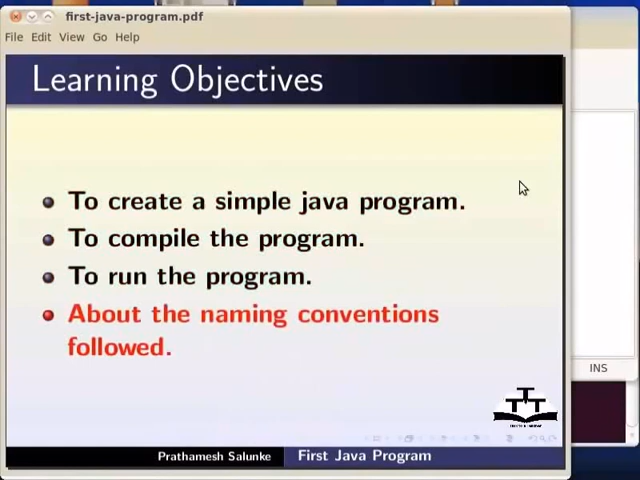 first-java-program.pdf
File Edit View Go Help
Learning Objectives
To create a simple java program.
To compile the program.
To run the program.
About the naming conventions
followed.
INS
Prathamesh Salunke First Java Program